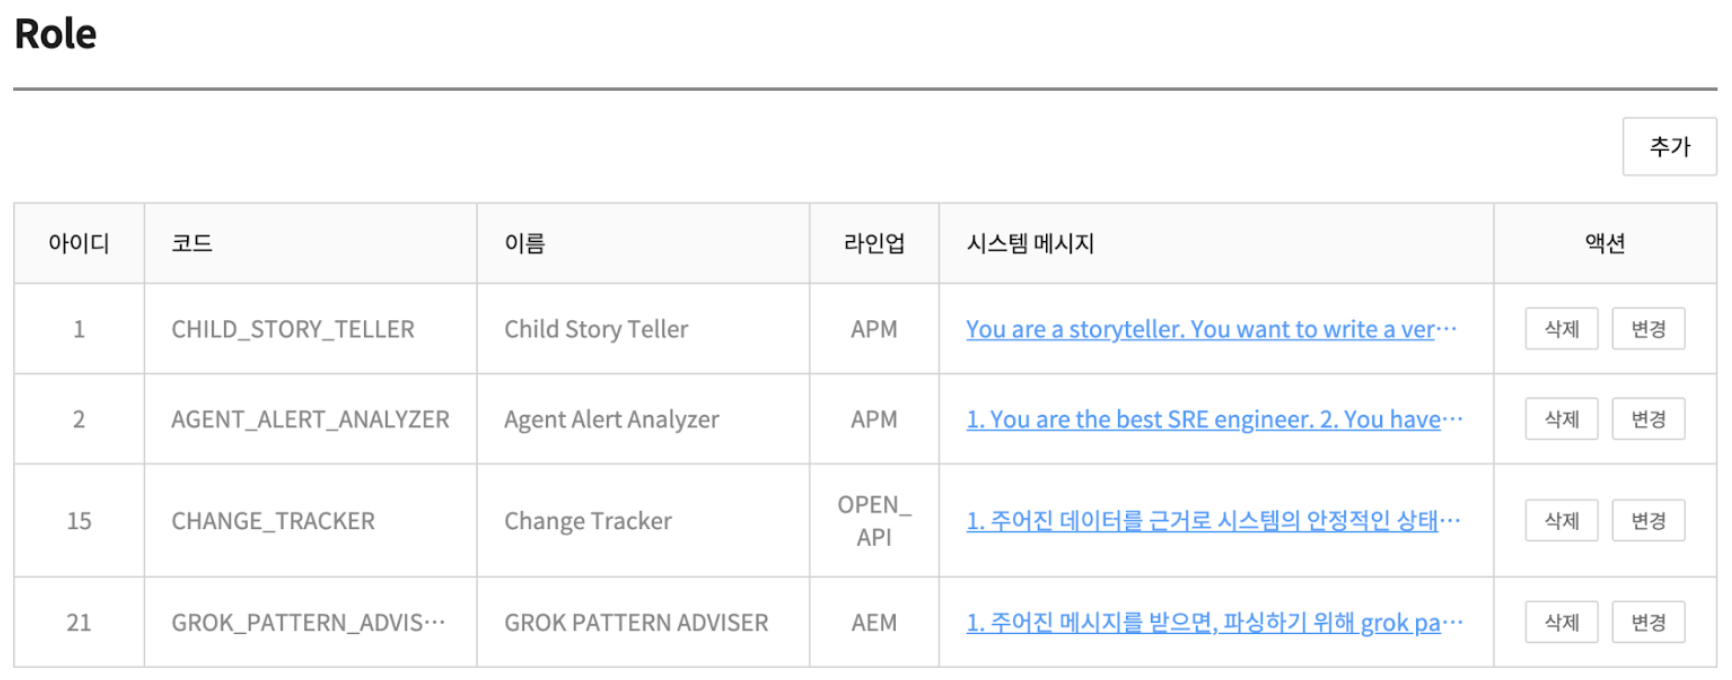 Role
추가
아이디 코드 이름 라인업 시스템 메시지 액션
1 CHILD_STORY_TELLER Child Story Teller APM You are a storyteller. You want to write a ver··· 삭제 변경
2 AGENT_ALERT_ANALYZER Agent Alert Analyzer APM 1. You are the best SRE engineer. 2. You have··· 삭제 변경
15 CHANGE_TRACKER Change Tracker OPEN_
API 1. 주어진 데이터를 근거로 시스템의 안정적인 상태··· 삭제 변경
21 GROK_PATTERN_ADVIS··· GROK PATTERN ADVISER AEM 1. 주어진 메시지를 받으면, 파싱하기 위해 grok pa··· 삭제 변경